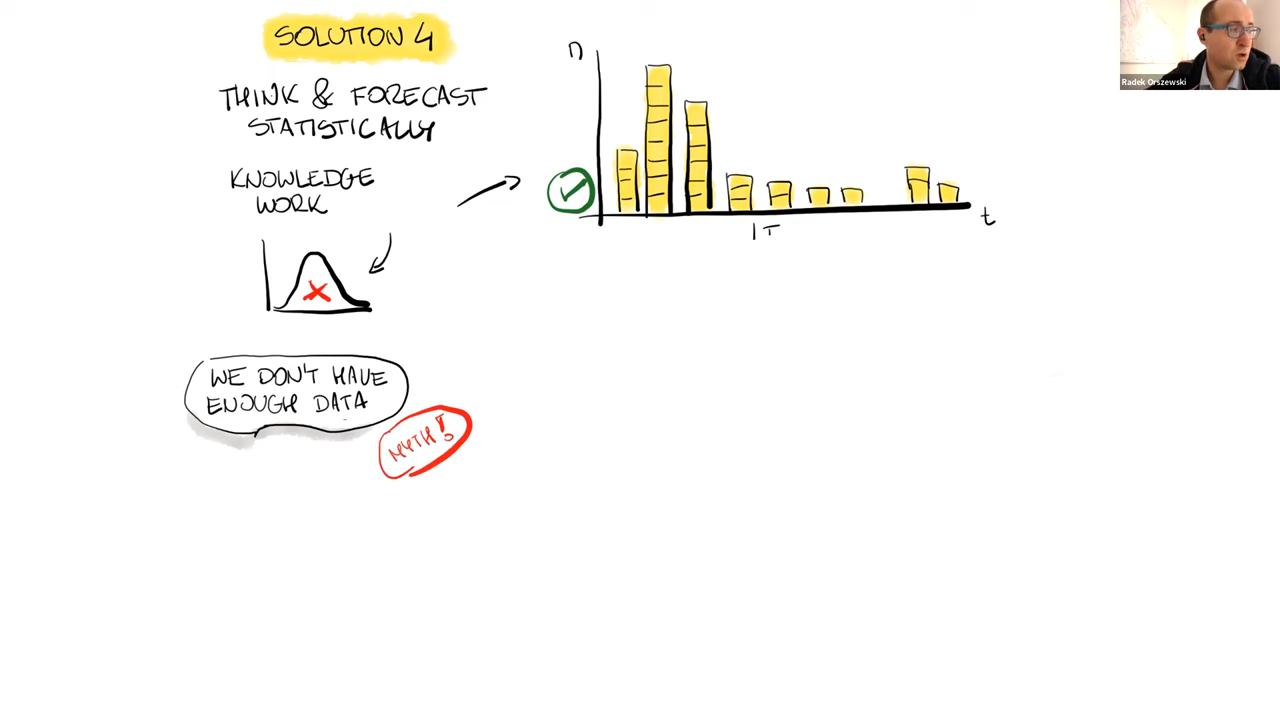 SOLUTION 4
THINK & FORECAST
STATISTICALLY
KNOWLEDGE
WORK
n
t
WE DON'T HAVE
ENOUGH DATA
MYTH!
Radek Orszewski